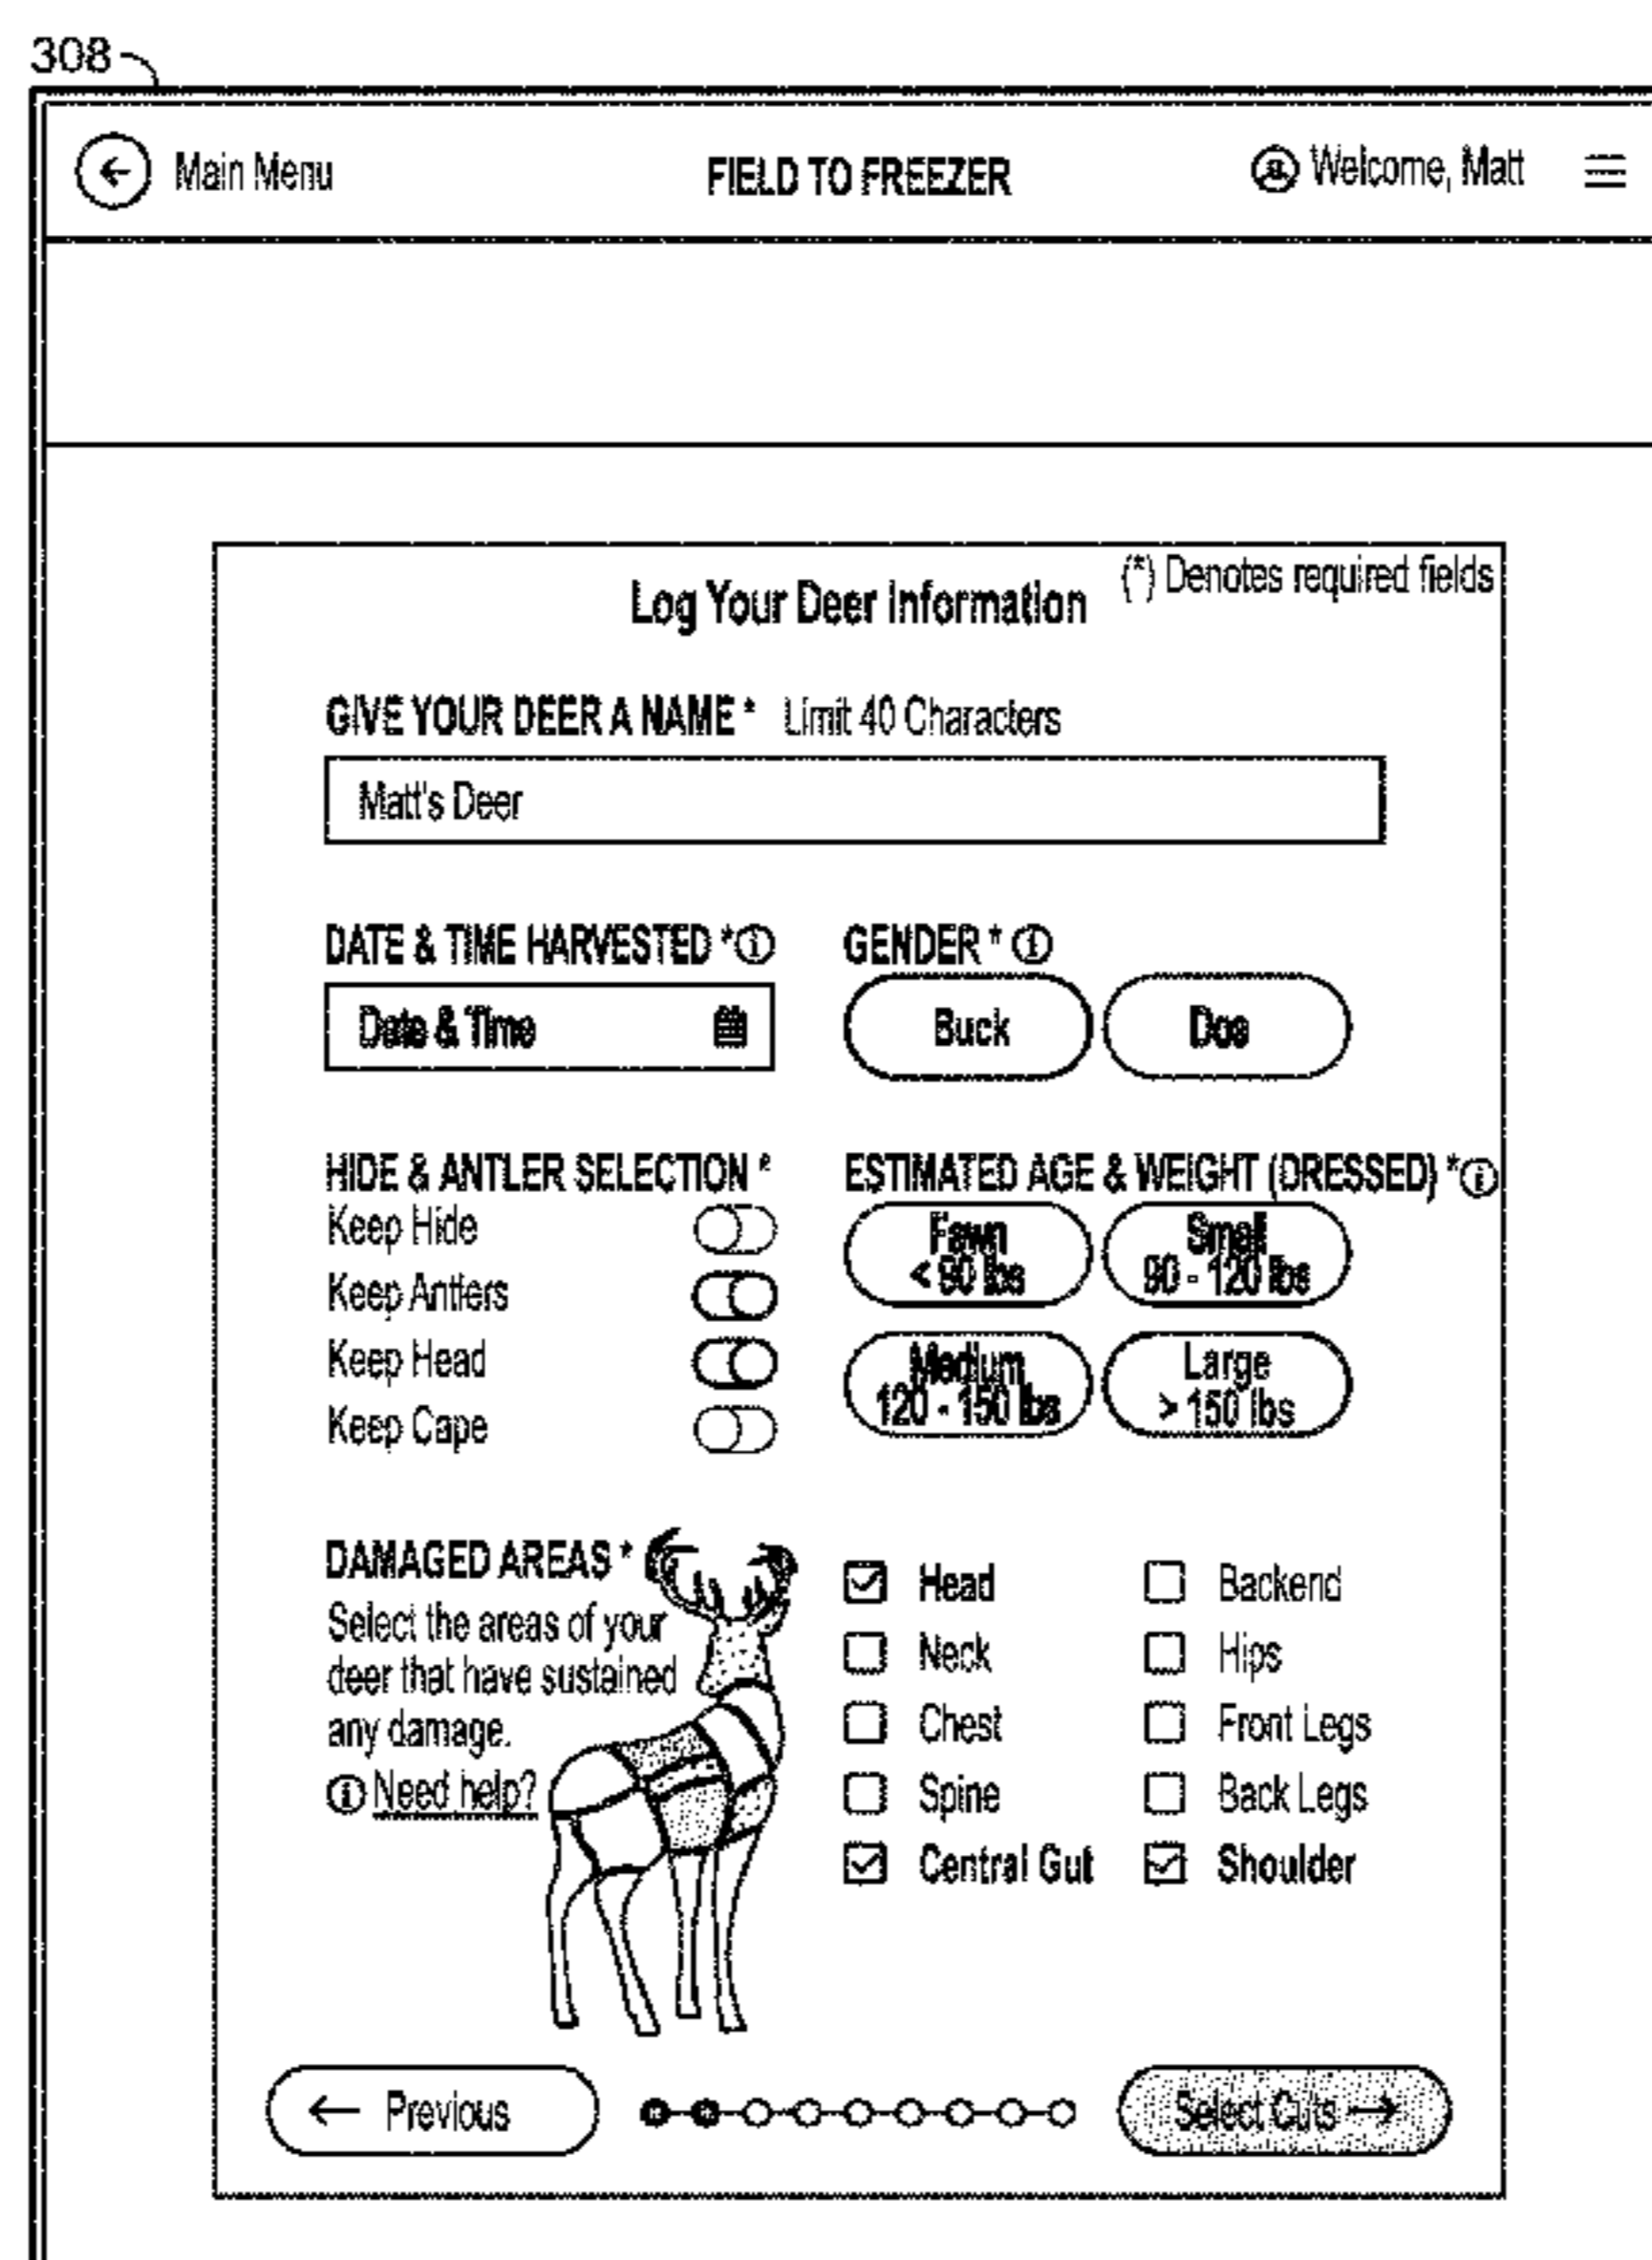 308
Main Menu
FIELD TO FREEZER
Welcome, Matt
(*) Denotes required fields
Log Your Deer Information
GIVE YOUR DEER A NAME * Limit 40 Characters
Matt's Deer
DATE & TIME HARVESTED *
Date & Time
GENDER *
Buck
Doe
HIDE & ANTLER SELECTION *
Keep Hide
Keep Antlers
Keep Head
Keep Cape
ESTIMATED AGE & WEIGHT (DRESSED) *
Fawn
< 90 lbs
Small
90 - 120 lbs
Medium
120 - 150 lbs
Large
> 150 lbs
DAMAGED AREAS *
Select the areas of your
deer that have sustained
any damage.
Need help?
Head
Neck
Chest
Spine
Central Gut
Backend
Hips
Front Legs
Back Legs
Shoulder
← Previous
Select Cuts →